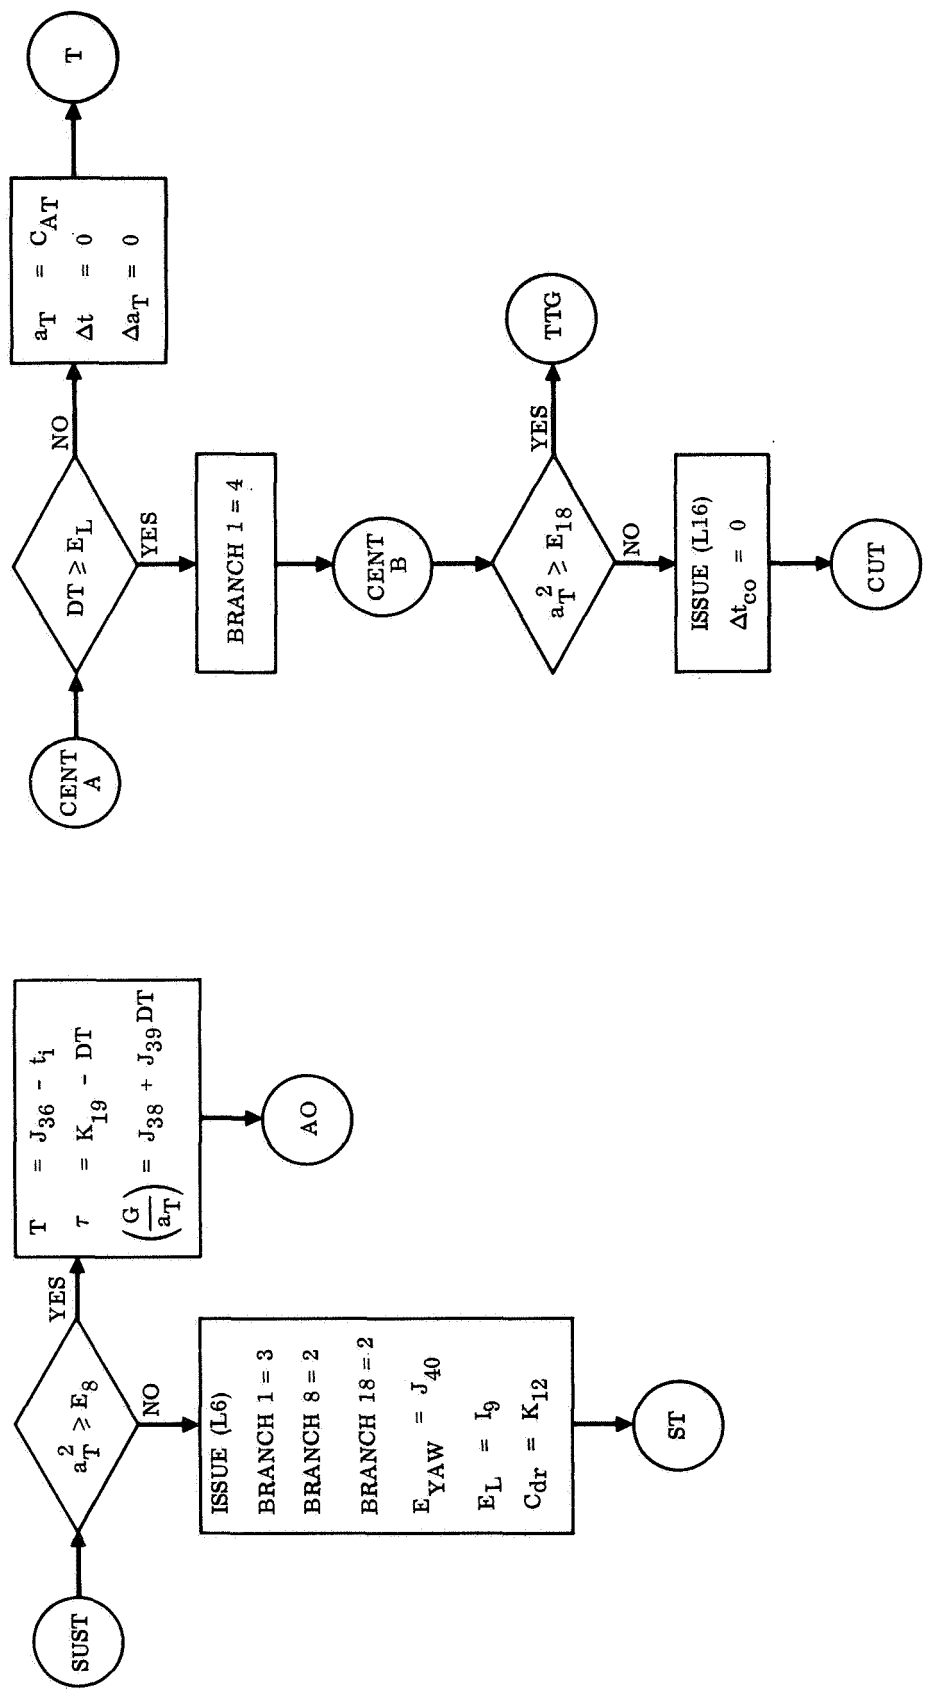 SUST
a_T^2 ≥ E_8
YES
NO
T = J_36 - t_i
τ = K_19 - DT
(G/a_T) = J_38 + J_39 DT
AO
ISSUE (L6)
BRANCH 1 = 3
BRANCH 8 = 2
BRANCH 18 = 2
E_YAW = J_40
E_L = I_9
C_dr = K_12
ST
CENT
A
DT ≥ E_L
NO
YES
a_T = C_AT
Δt = 0
Δa_T = 0
T
BRANCH 1 = 4
CENT
B
a_T^2 ≥ E_18
YES
NO
TTG
ISSUE (L16)
Δt_co = 0
CUT